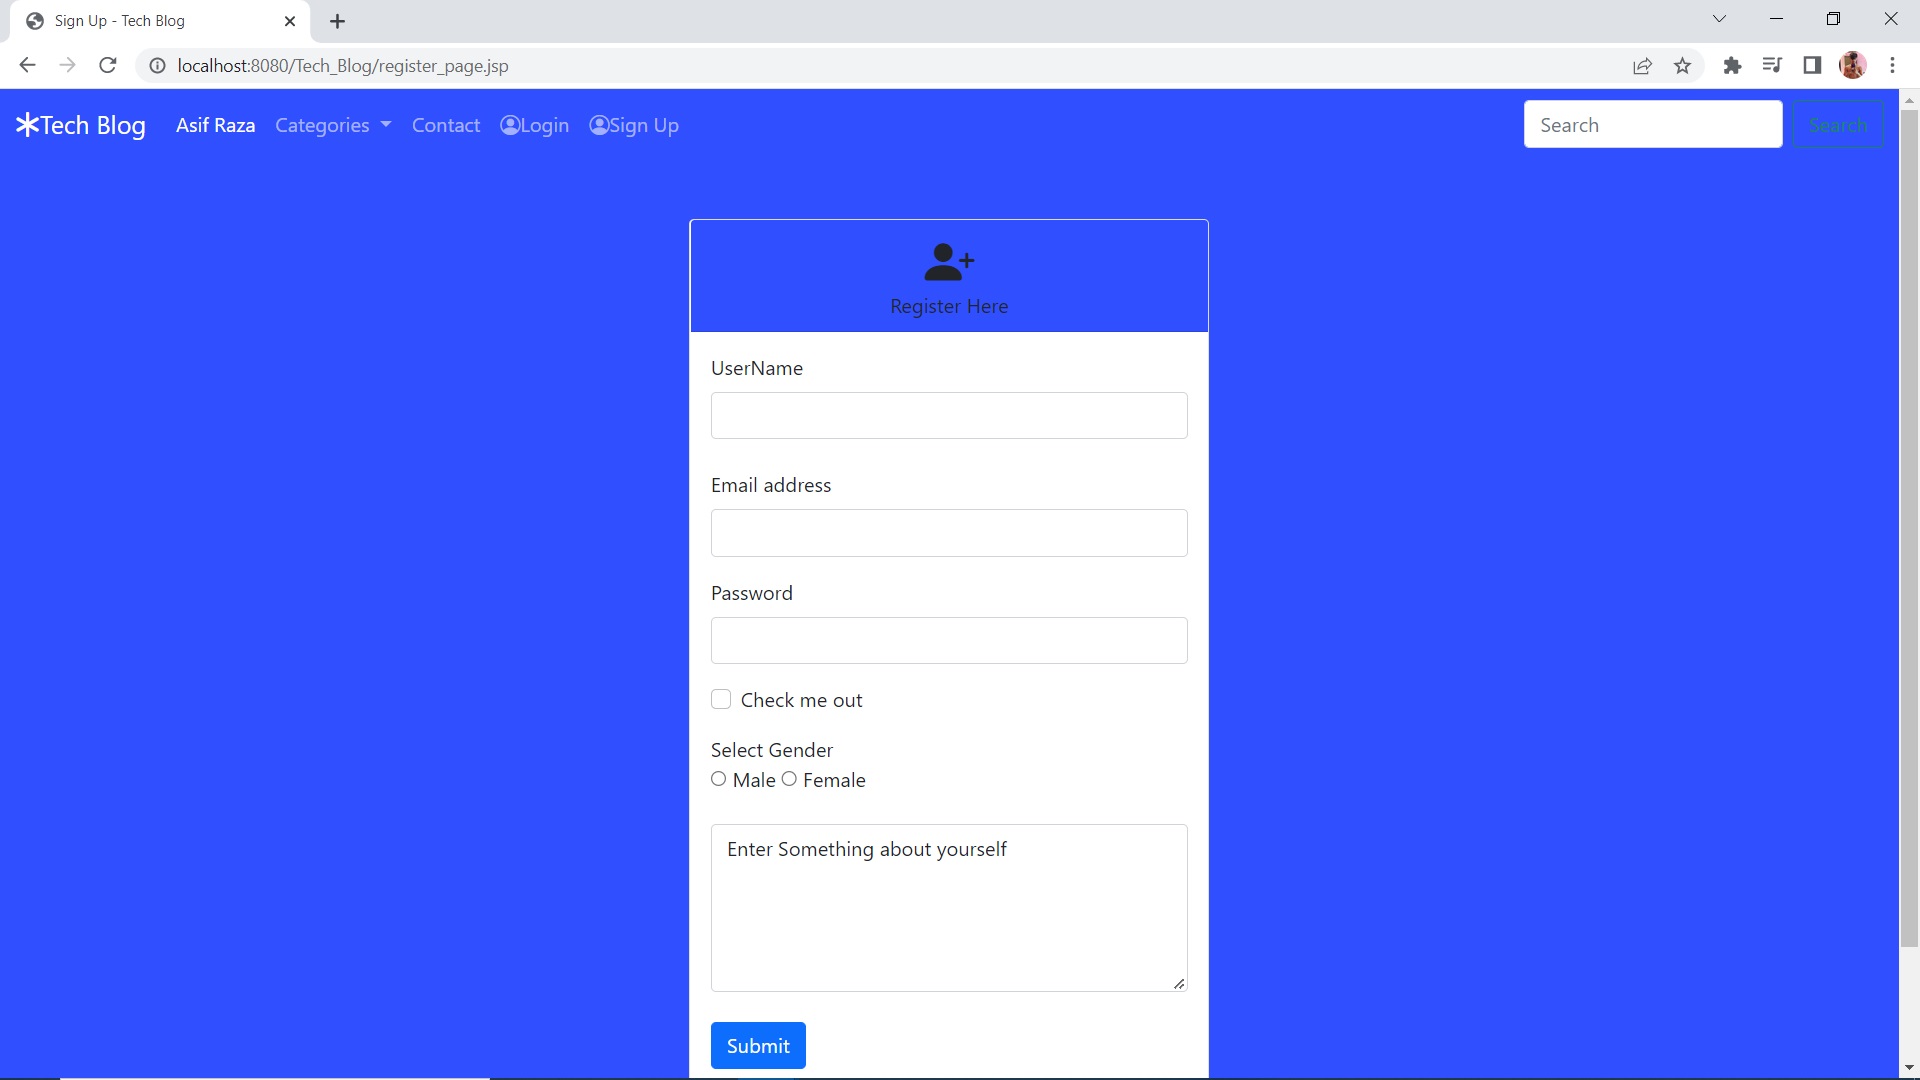 Sign Up - Tech Blog
localhost:8080/Tech_Blog/register_page.jsp
Tech Blog Asif Raza Categories Contact Login Sign Up Search Search
Register Here
UserName
Email address
Password
Check me out
Select Gender
Male Female
Enter Something about yourself
Submit